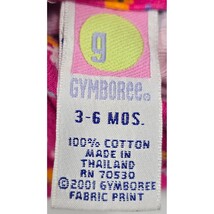 g
GYMBOREE®
3-6 MOS.
100% COTTON
MADE IN
THAILAND
RN 70530
©2001 GYMBOREE
FABRIC PRINT